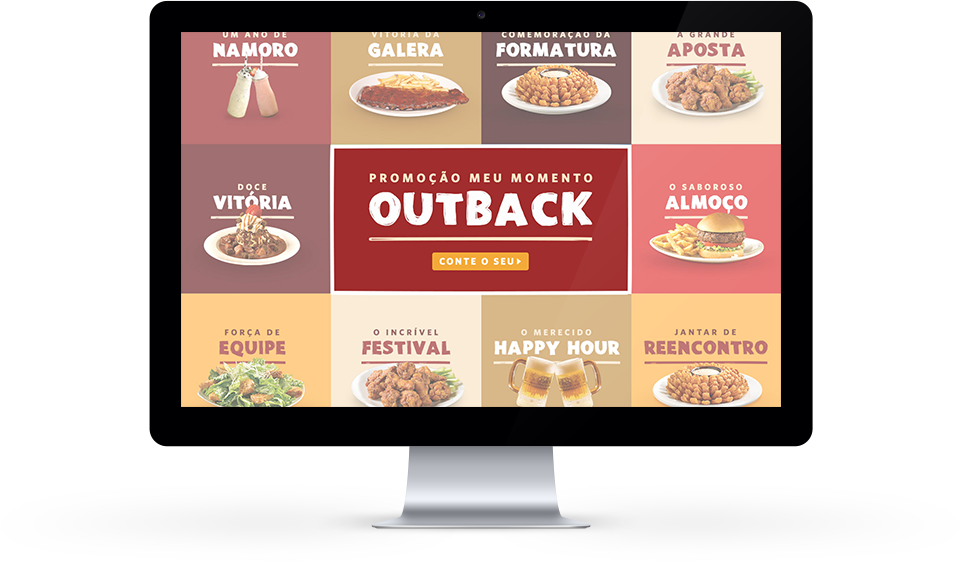 UM ANO DE
NAMORO
VITÓRIA DA
GALERA
COMEMORAÇÃO DA
FORMATURA
A GRANDE
APOSTA
DOCE
VITÓRIA
PROMOÇÃO MEU MOMENTO
OUTBACK
CONTE O SEU
O SABOROSO
ALMOÇO
FORÇA DE
EQUIPE
O INCRÍVEL
FESTIVAL
O MERECIDO
HAPPY HOUR
JANTAR DE
REENCONTRO